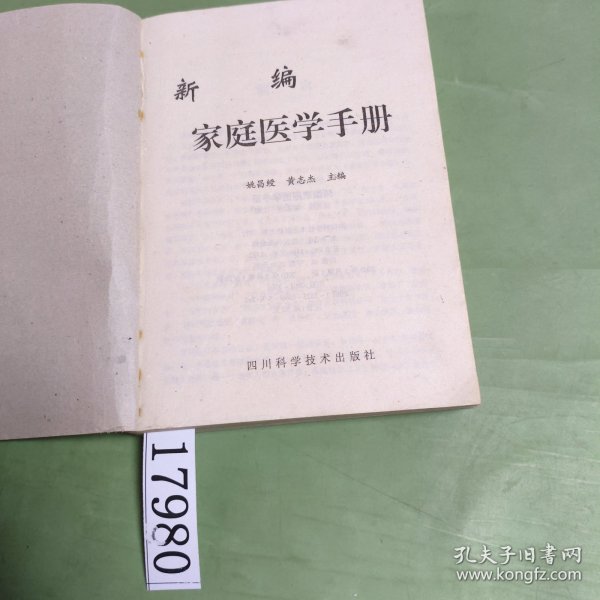 新 编
家庭医学手册
姚昌绶 黄志杰 主编
四川科学技术出版社
17980
孔夫子旧书网
www.kongfz.com